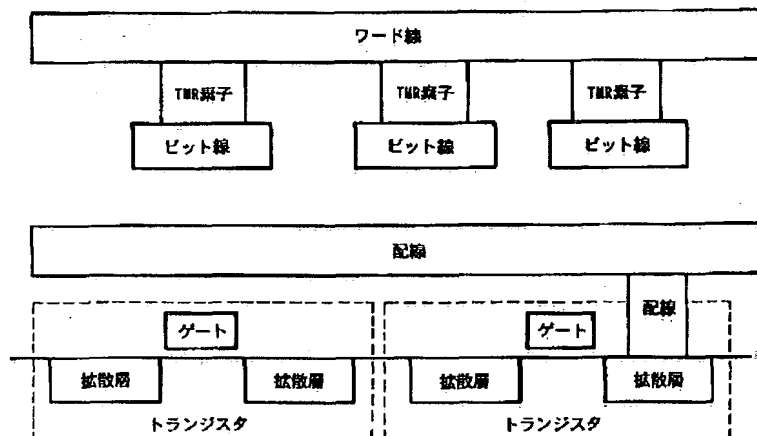 ワード線
TMR素子 TMR素子 TMR素子
ビット線 ビット線 ビット線
配線
ゲート ゲート 配線
拡散層 拡散層 拡散層 拡散層
トランジスタ トランジスタ